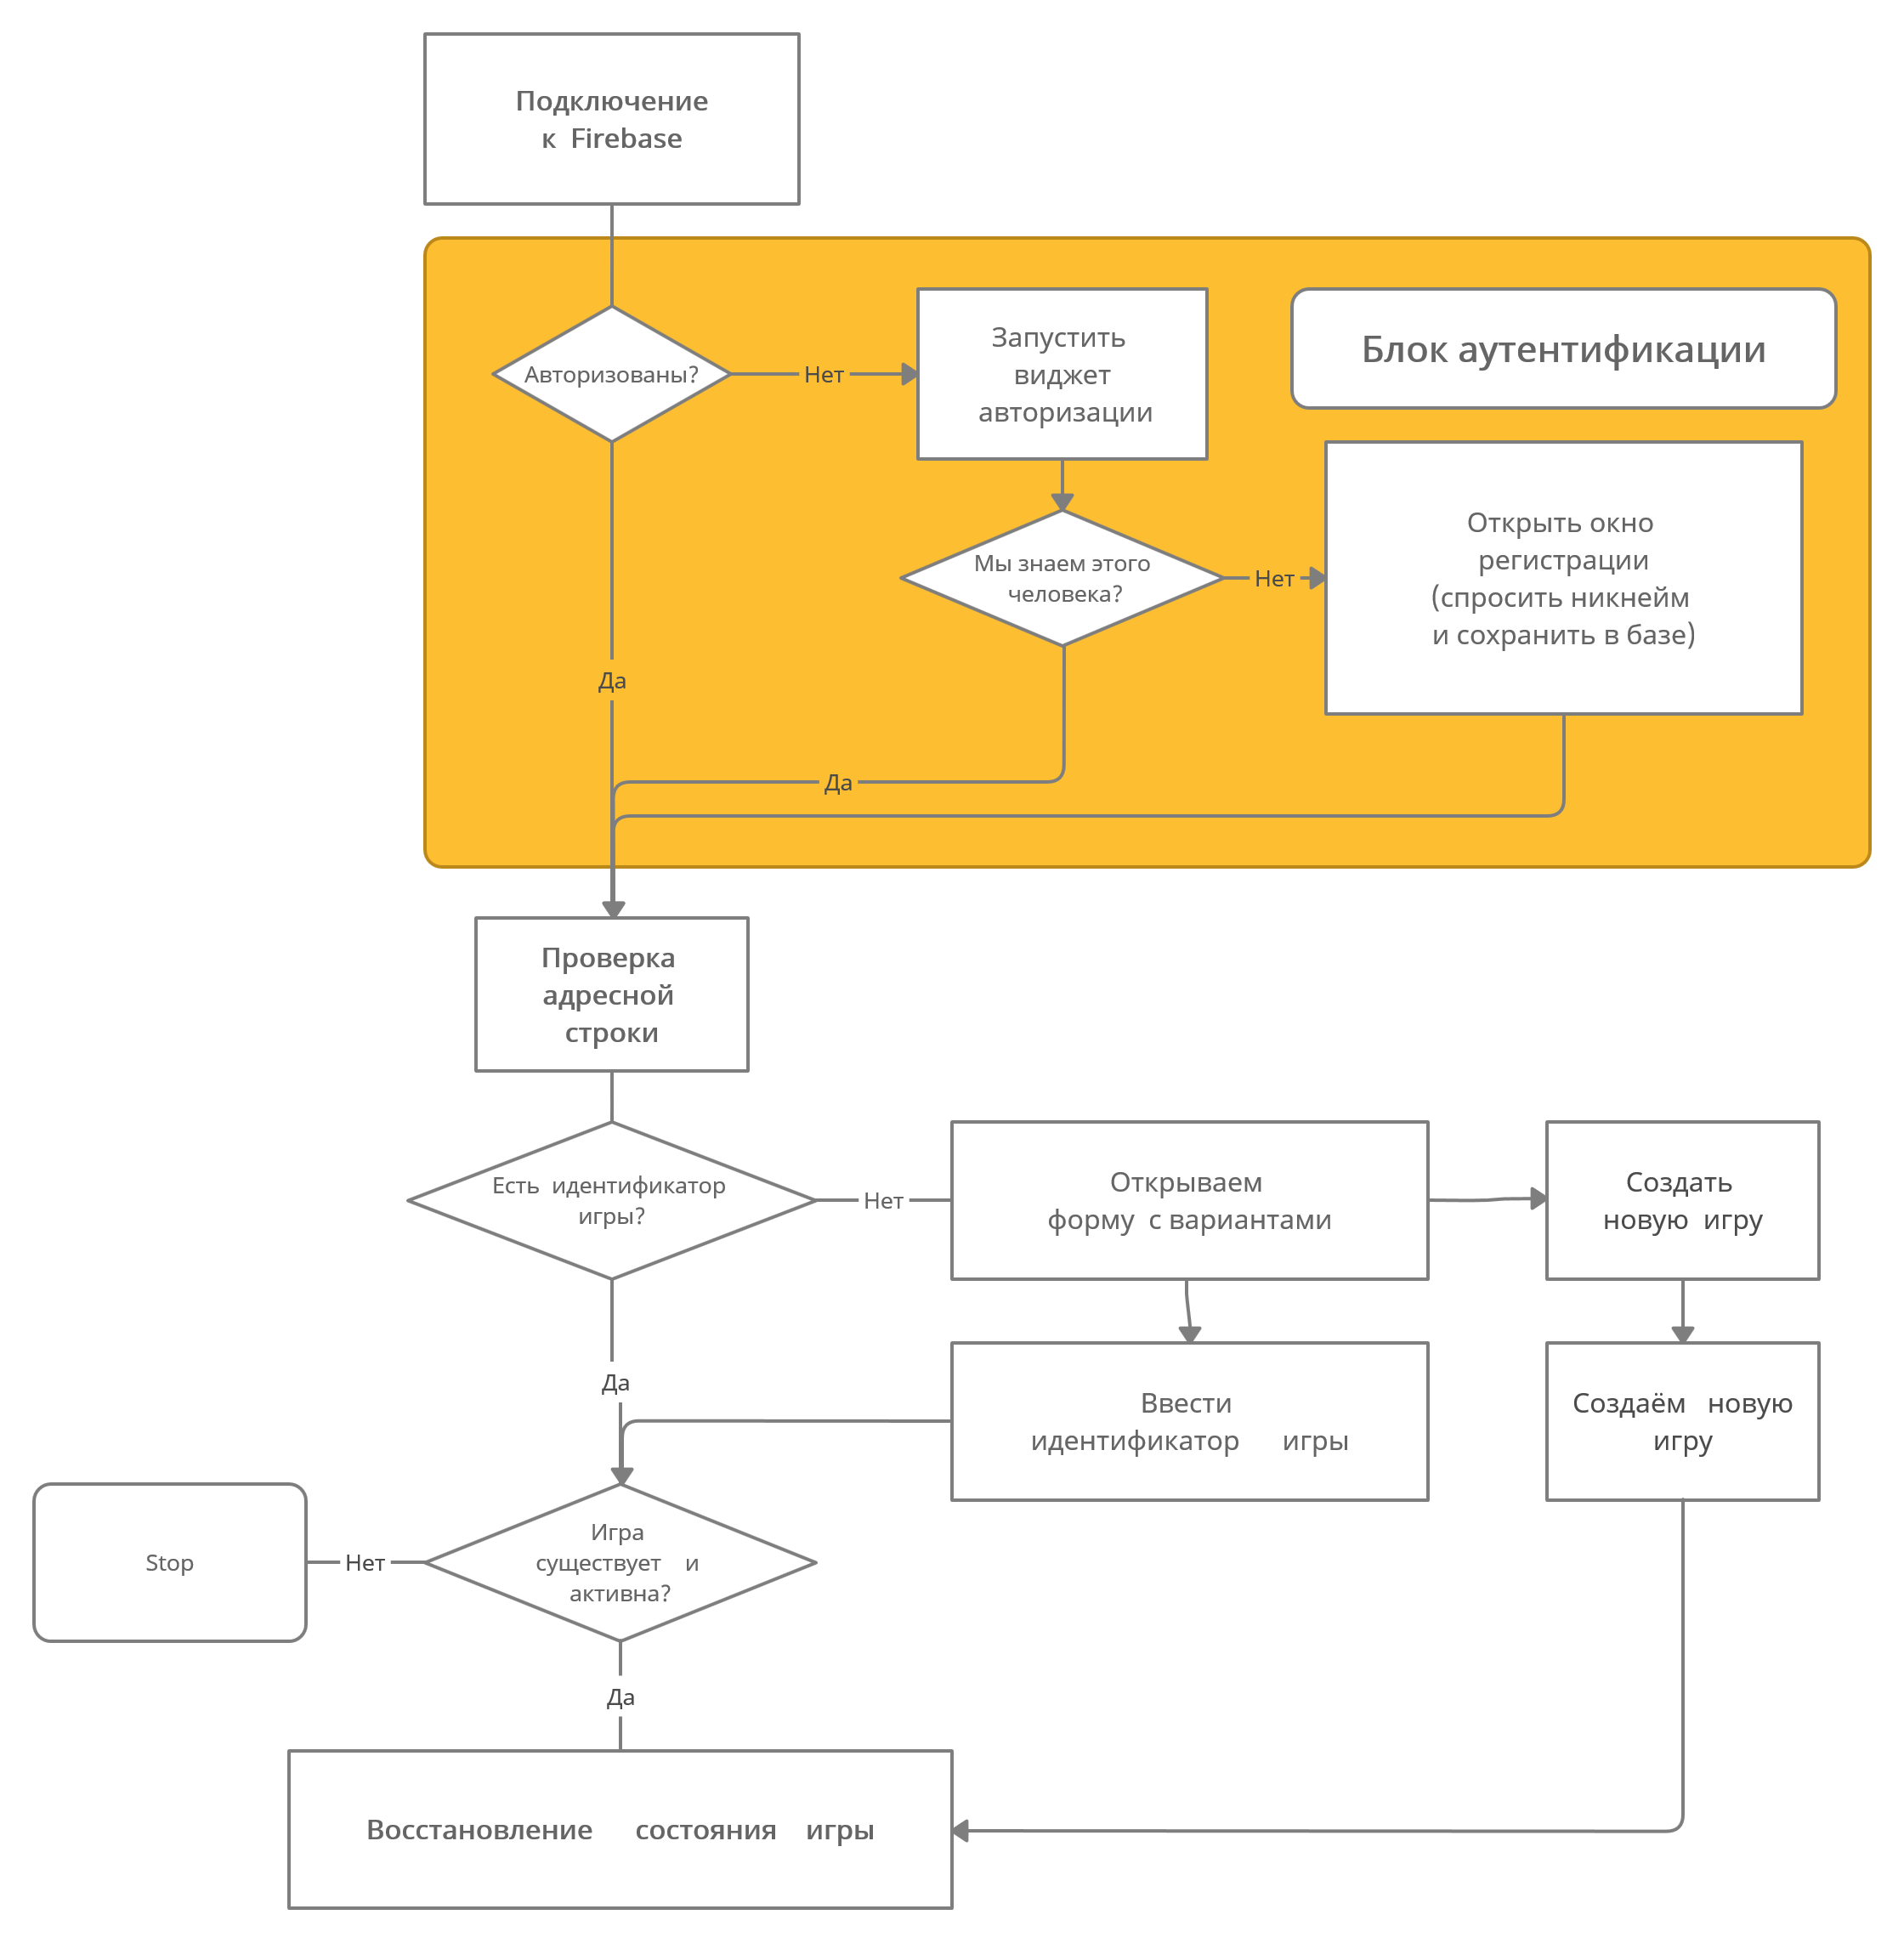 Подключение
к Firebase
Авторизованы?
Нет
Запустить
виджет
авторизации
Блок аутентификации
Мы знаем этого
человека?
Нет
Открыть окно
регистрации
(спросить никнейм
и сохранить в базе)
Да
Да
Проверка
адресной
строки
Есть идентификатор
игры?
Нет
Открываем
форму с вариантами
Создать
новую игру
Да
Ввести
идентификатор игры
Создаём новую
игру
Игра
существует и
активна?
Нет
Stop
Да
Восстановление состояния игры